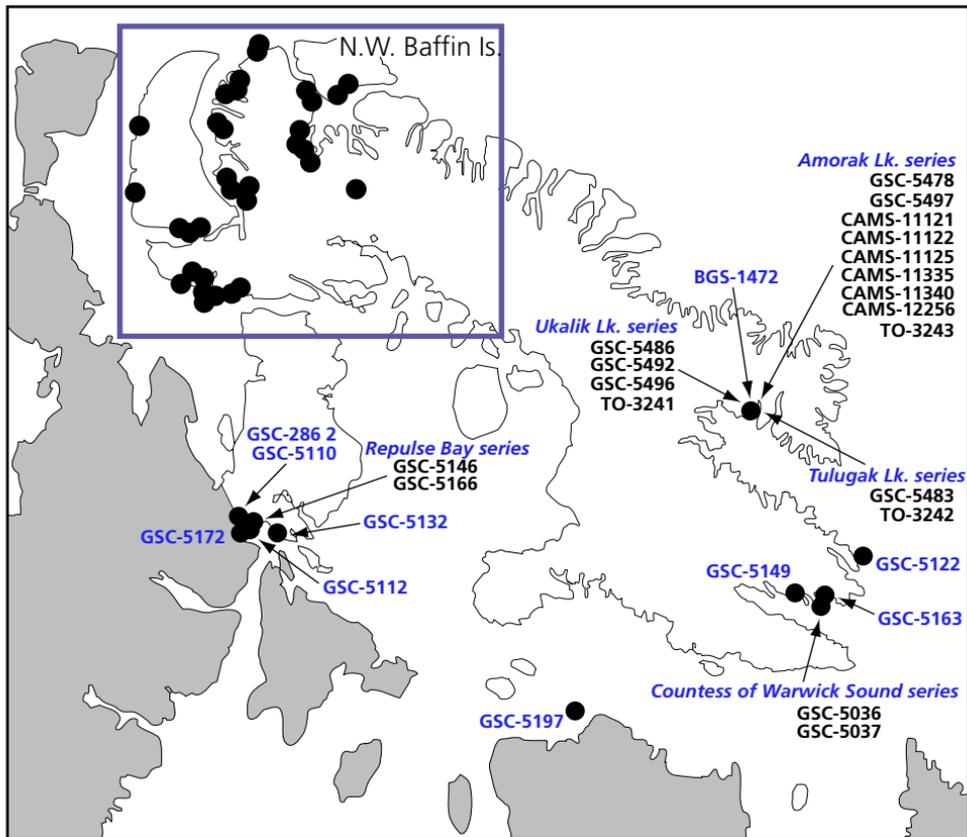 N.W. Baffin Is.
Amorak Lk. series
GSC-5478
GSC-5497
CAMS-11121
CAMS-11122
CAMS-11125
CAMS-11335
CAMS-11340
CAMS-12256
TO-3243
BGS-1472
Ukalik Lk. series
GSC-5486
GSC-5492
GSC-5496
TO-3241
Tulugak Lk. series
GSC-5483
TO-3242
GSC-286 2
GSC-5110
Repulse Bay series
GSC-5146
GSC-5166
GSC-5132
GSC-5172
GSC-5112
GSC-5122
GSC-5149
GSC-5163
Countess of Warwick Sound series
GSC-5036
GSC-5037
GSC-5197